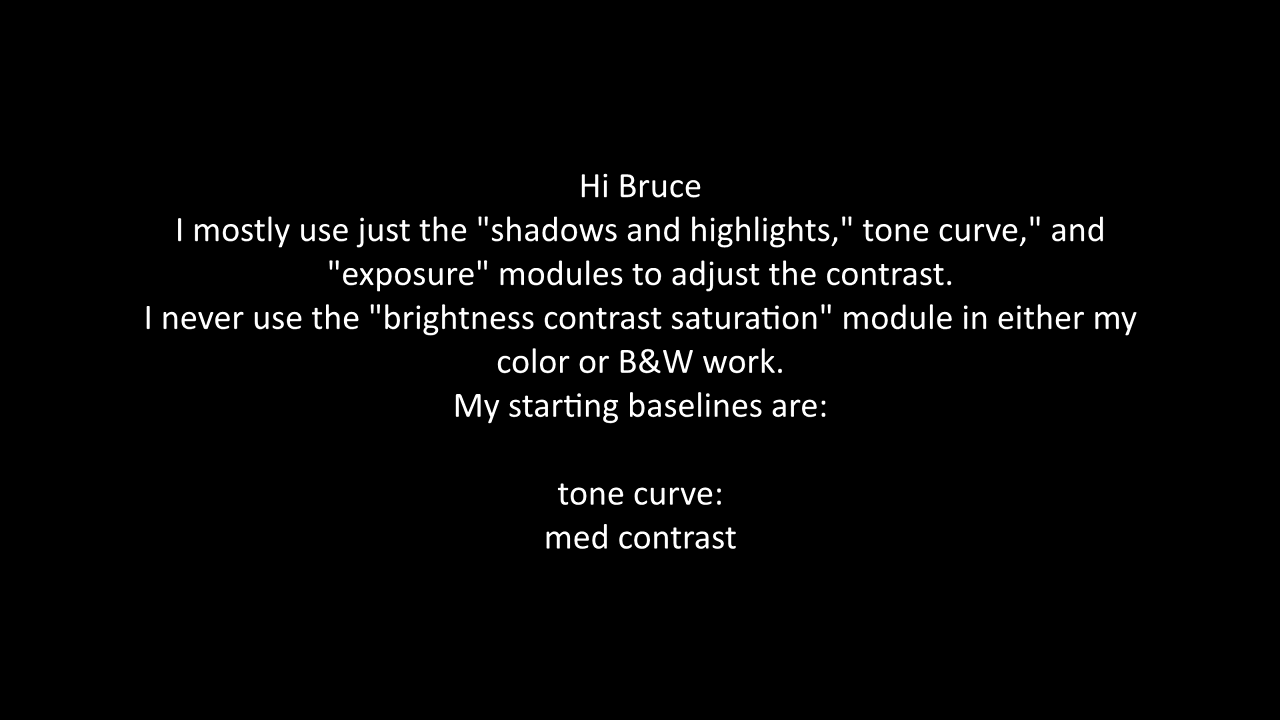 Hi Bruce
I mostly use just the "shadows and highlights," tone curve," and
"exposure" modules to adjust the contrast.
I never use the "brightness contrast saturation" module in either my
color or B&W work.
My starting baselines are:
tone curve:
med contrast